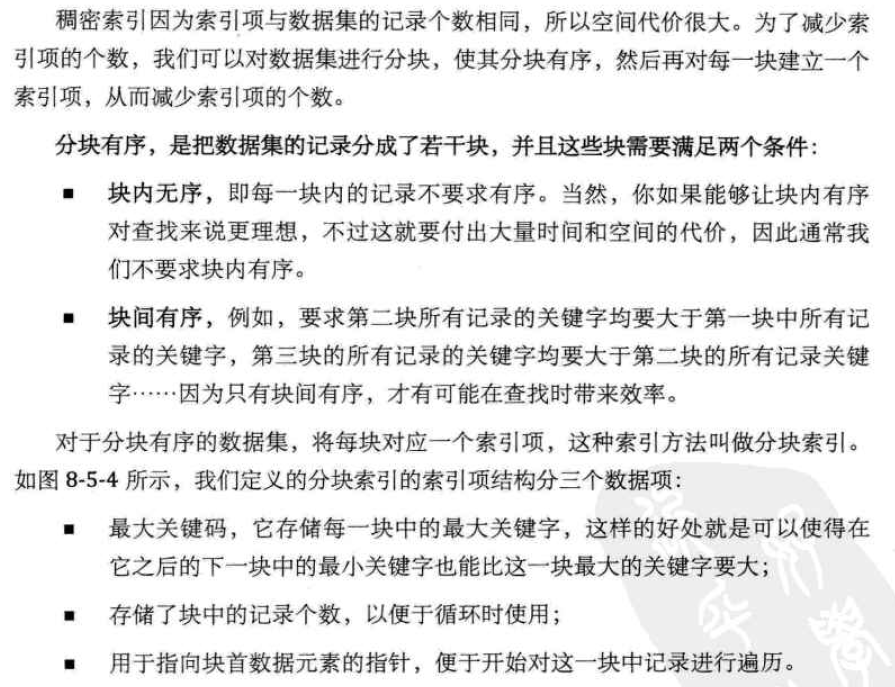 稠密索引因为索引项与数据集的记录个数相同，所以空间代价很大。为了减少索
引项的个数，我们可以对数据集进行分块，使其分块有序，然后再对每一块建立一个
索引项，从而减少索引项的个数。
分块有序，是把数据集的记录分成了若干块，并且这些块需要满足两个条件：
■ 块内无序，即每一块内的记录不要求有序。当然，你如果能够让块内有序
对查找来说更理想，不过这就要付出大量时间和空间的代价，因此通常我
们不要求块内有序。
■ 块间有序，例如，要求第二块所有记录的关键字均要大于第一块中所有记
录的关键字，第三块的所有记录的关键字均要大于第二块的所有记录关键
字……因为只有块间有序，才有可能在查找时带来效率。
对于分块有序的数据集，将每块对应一个索引项，这种索引方法叫做分块索引。
如图 8-5-4 所示，我们定义的分块索引的索引项结构分三个数据项：
■ 最大关键码，它存储每一块中的最大关键字，这样的好处就是可以使得在
它之后的下一块中的最小关键字也能比这一块最大的关键字要大；
■ 存储了块中的记录个数，以便于循环时使用；
■ 用于指向块首数据元素的指针，便于开始对这一块中记录进行遍历。